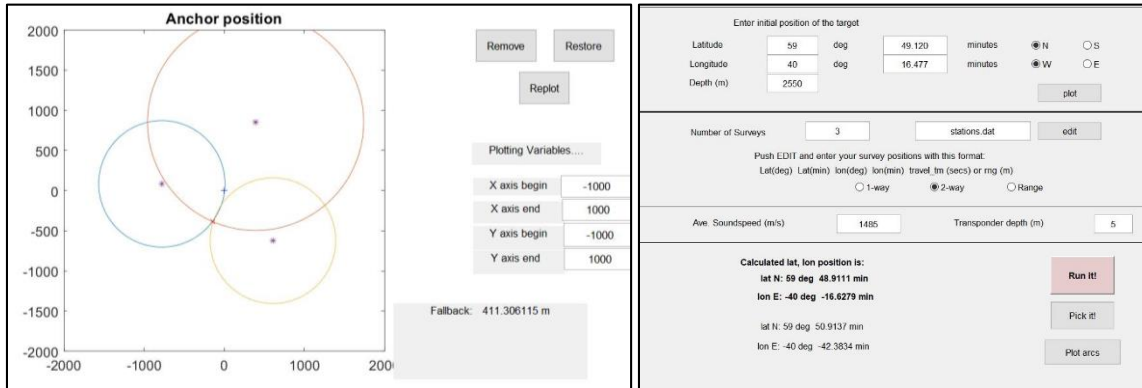 Anchor position
2000
1500
1000
500
0
-500
-1000
-1500
-2000
-2000 -1000 0 1000 2000
Remove Restore
Replot
Plotting Variables....
X axis begin -1000
X axis end 1000
Y axis begin -1000
Y axis end 1000
Fallback: 411.306115 m
Enter initial position of the target
Latitude 59 deg 49.120 minutes N S
Longitude 40 deg 16.477 minutes W E
Depth (m) 2550
plot
Number of Surveys 3 stations.dat edit
Push EDIT and enter your survey positions with this format:
Lat(deg) Lat(min) lon(deg) lon(min) travel_tm (secs) or rng (m)
1-way 2-way Range
Ave. Soundspeed (m/s) 1485 Transponder depth (m) 5
Calculated lat, lon position is:
lat N: 59 deg 48.9111 min
lon E: -40 deg -16.6279 min
lat N: 59 deg 50.9137 min
lon E: -40 deg -42.3834 min
Run It!
Pick it!
Plot arcs